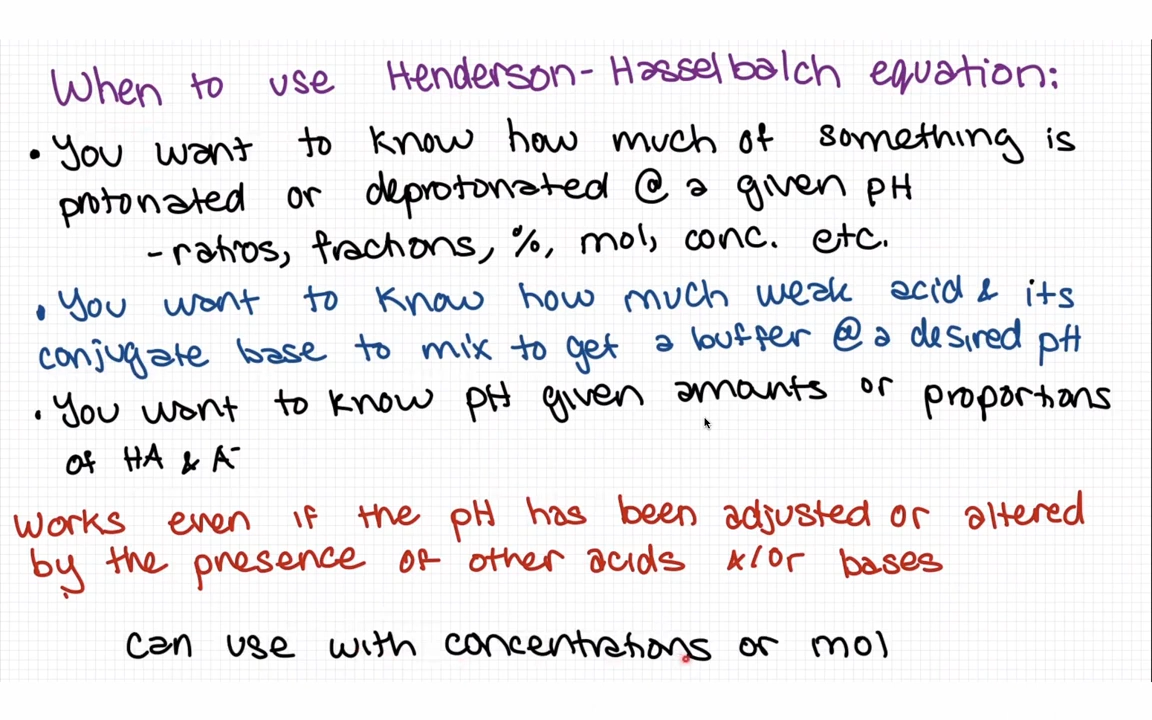 When to use Henderson-Hasselbalch equation:
• You want to know how much of something is
protonated or deprotonated @ a given pH
- ratios, fractions, %, mol, conc. etc.
• You want to know how much weak acid & its
conjugate base to mix to get a buffer @ a desired pH
• You want to know pH given amants or proportions
of HA & A⁻
works even if the pH has been adjusted or altered
by the presence of other acids &/or bases
can use with concentrations or mol